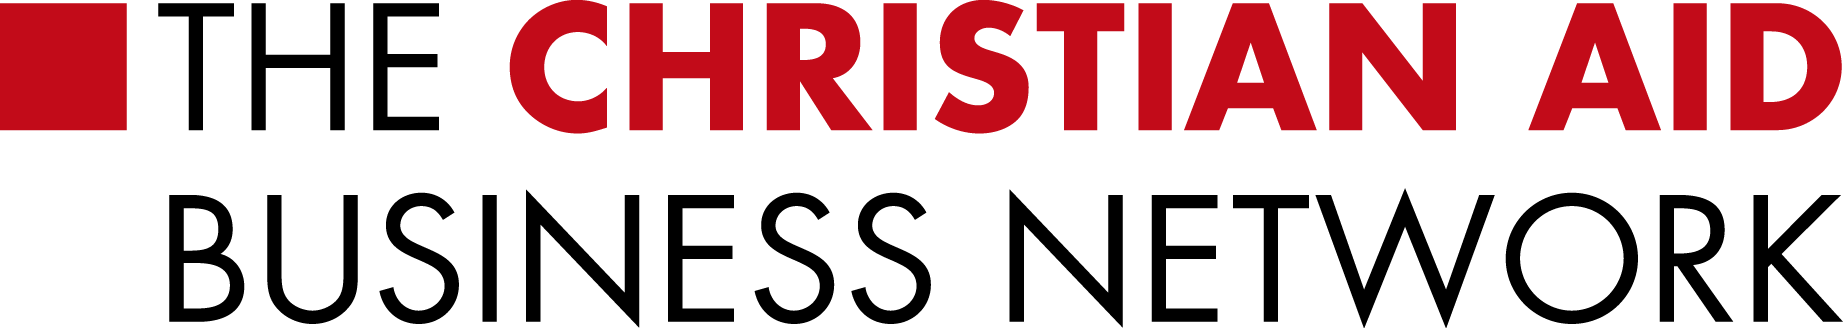 THE CHRISTIAN AID
BUSINESS NETWORK